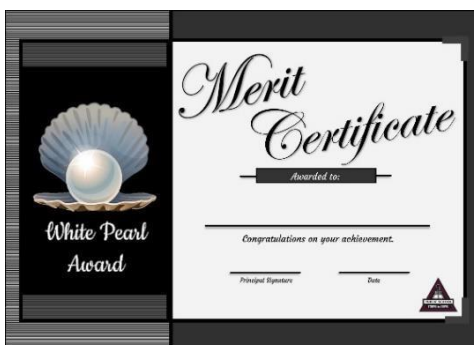 White Pearl
Award
Merit
Certificate
Awarded to:
Congratulations on your achievement.
Principal Signature
Date